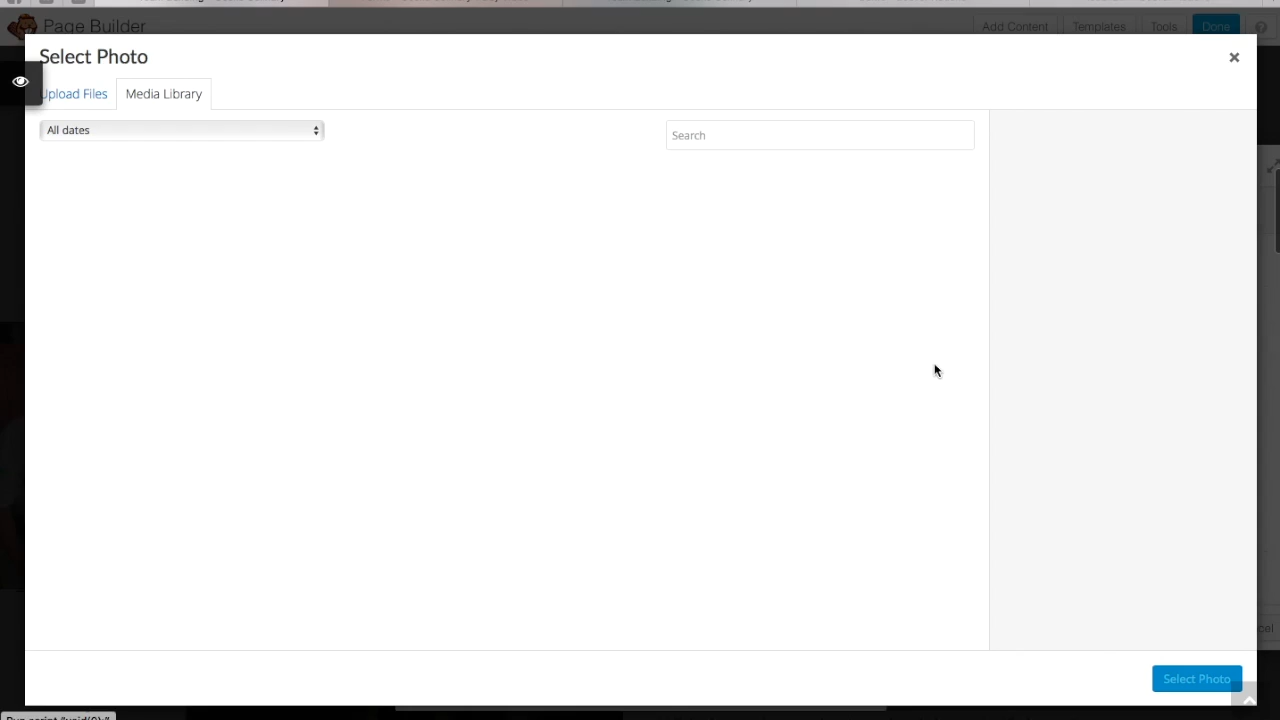 Page Builder
Add Content
Templates
Tools
Done
Select Photo
Upload Files
Media Library
All dates
Search
Select Photo